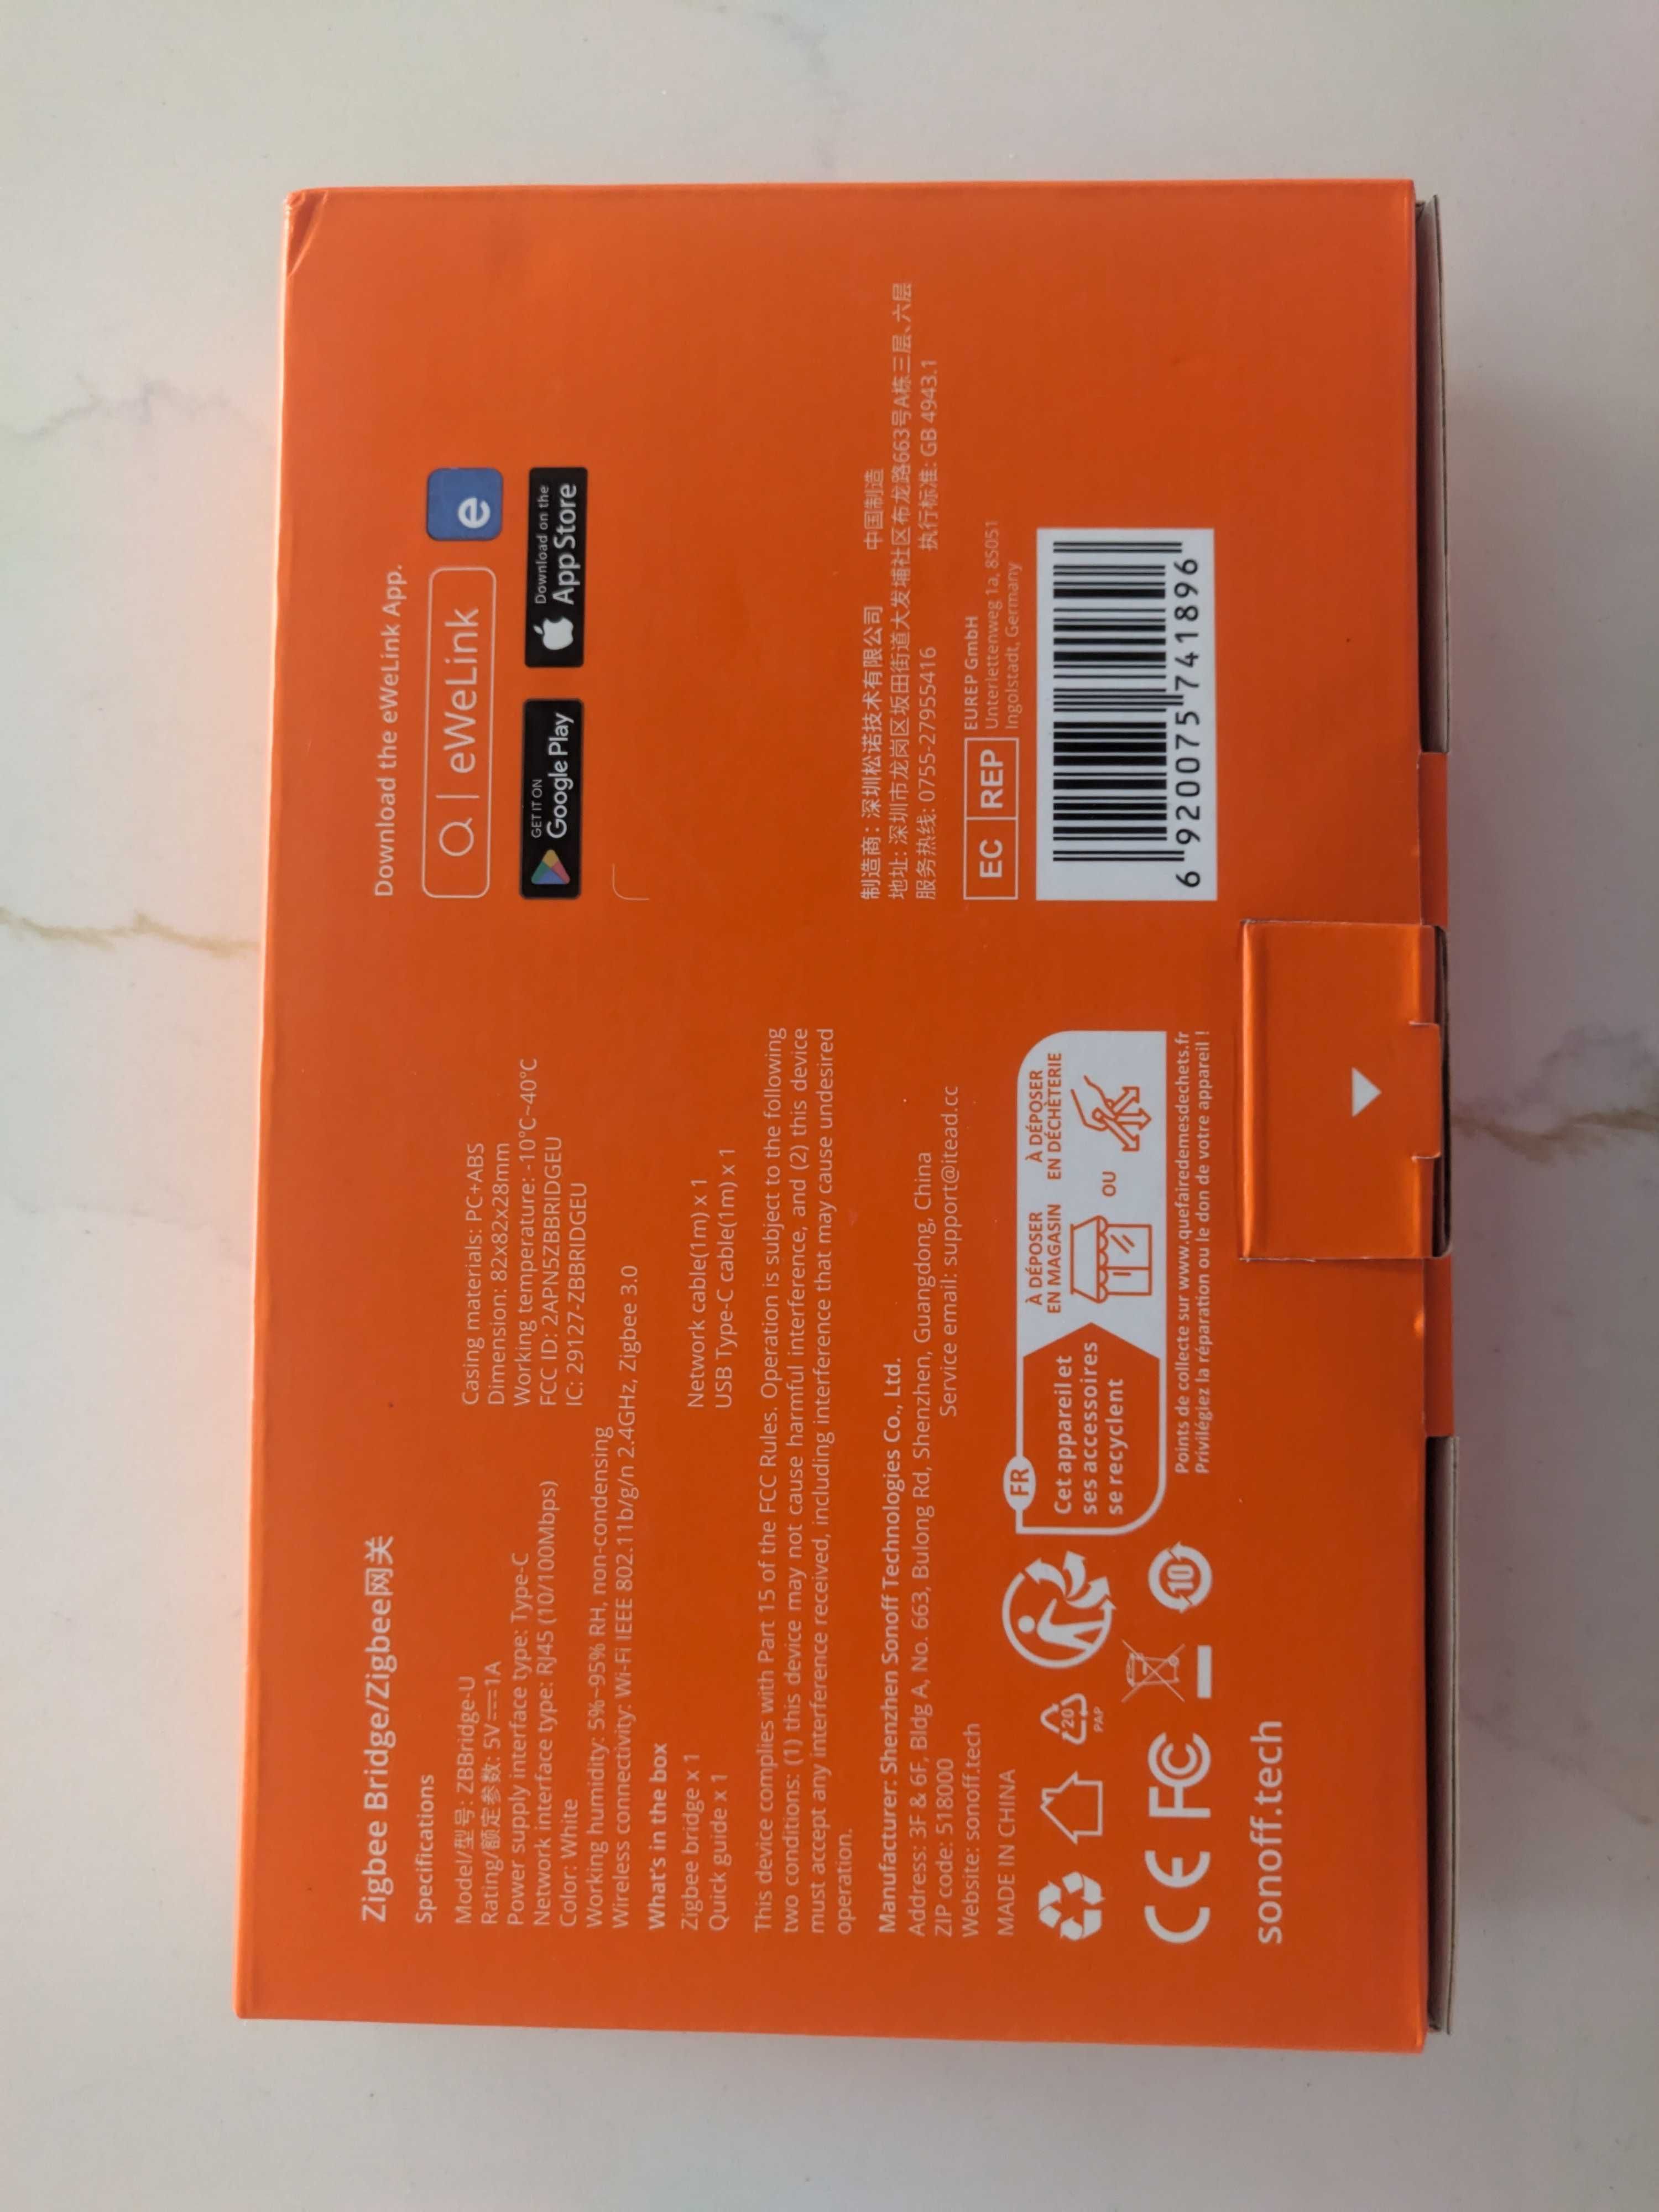 Zigbee Bridge/Zigbee网关
Specifications
Model/型号: ZBBridge-U
Rating/额定参数: 5V⎓1A
Power supply interface type: Type-C
Network interface type: RJ45 (10/100Mbps)
Color: White
Working humidity: 5%~95% RH, non-condensing
Wireless connectivity: Wi-Fi IEEE 802.11b/g/n 2.4GHz, Zigbee 3.0
Casing materials: PC+ABS
Dimension: 82x82x28mm
Working temperature: -10°C~40°C
FCC ID: 2APN5ZBBRIDGEU
IC: 29127-ZBBRIDGEU
What's in the box
Zigbee bridge x 1
Quick guide x 1
Network cable(1m) x 1
USB Type-C cable(1m) x 1
This device complies with Part 15 of the FCC Rules. Operation is subject to the following
two conditions: (1) this device may not cause harmful interference, and (2) this device
must accept any interference received, including interference that may cause undesired
operation.
Manufacturer: Shenzhen Sonoff Technologies Co., Ltd.
Address: 3F & 6F, Bldg A, No. 663, Bulong Rd, Shenzhen, Guangdong, China
ZIP code: 518000
Service email: support@itead.cc
Website: sonoff.tech
MADE IN CHINA
20
PAP
CE FC
10
FR
Cet appareil et
ses accessoires
se recyclent
À DÉPOSER
EN MAGASIN
OU
À DÉPOSER
EN DÉCHÈTERIE
Points de collecte sur www.quefairedemesdechets.fr
Privilégiez la réparation ou le don de votre appareil !
sonoff.tech
Download the eWeLink App.
eWeLink
e
GET IT ON
Google Play
Download on the
App Store
制造商: 深圳松诺技术有限公司 中国制造
地址: 深圳市龙岗区坂田街道大发埔社区布龙路663号A栋三层、六层
服务热线: 0755-27955416 执行标准: GB 4943.1
EC REP
EUREP GmbH
Unterlettenweg 1a, 85051
Ingolstadt, Germany
6 920075 741896